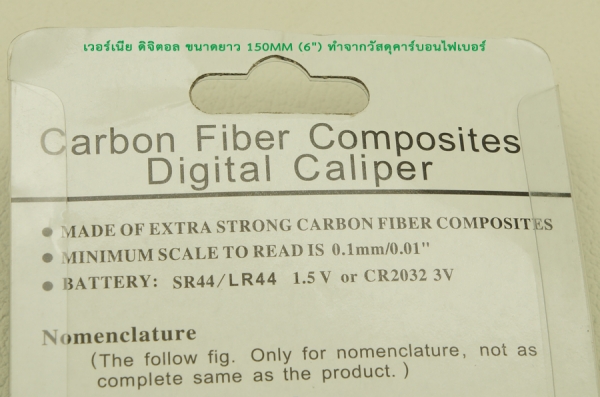 เวอร์เนีย ดิจิตอล ขนาดยาว 150MM (6") ทำจากวัสดุคาร์บอนไฟเบอร์
Carbon Fiber Composites
Digital Caliper
● MADE OF EXTRA STRONG CARBON FIBER COMPOSITES
● MINIMUM SCALE TO READ IS 0.1mm/0.01"
● BATTERY: SR44/LR44 1.5 V or CR2032 3V
Nomenclature
(The follow fig. Only for nomenclature, not as
complete same as the product. )